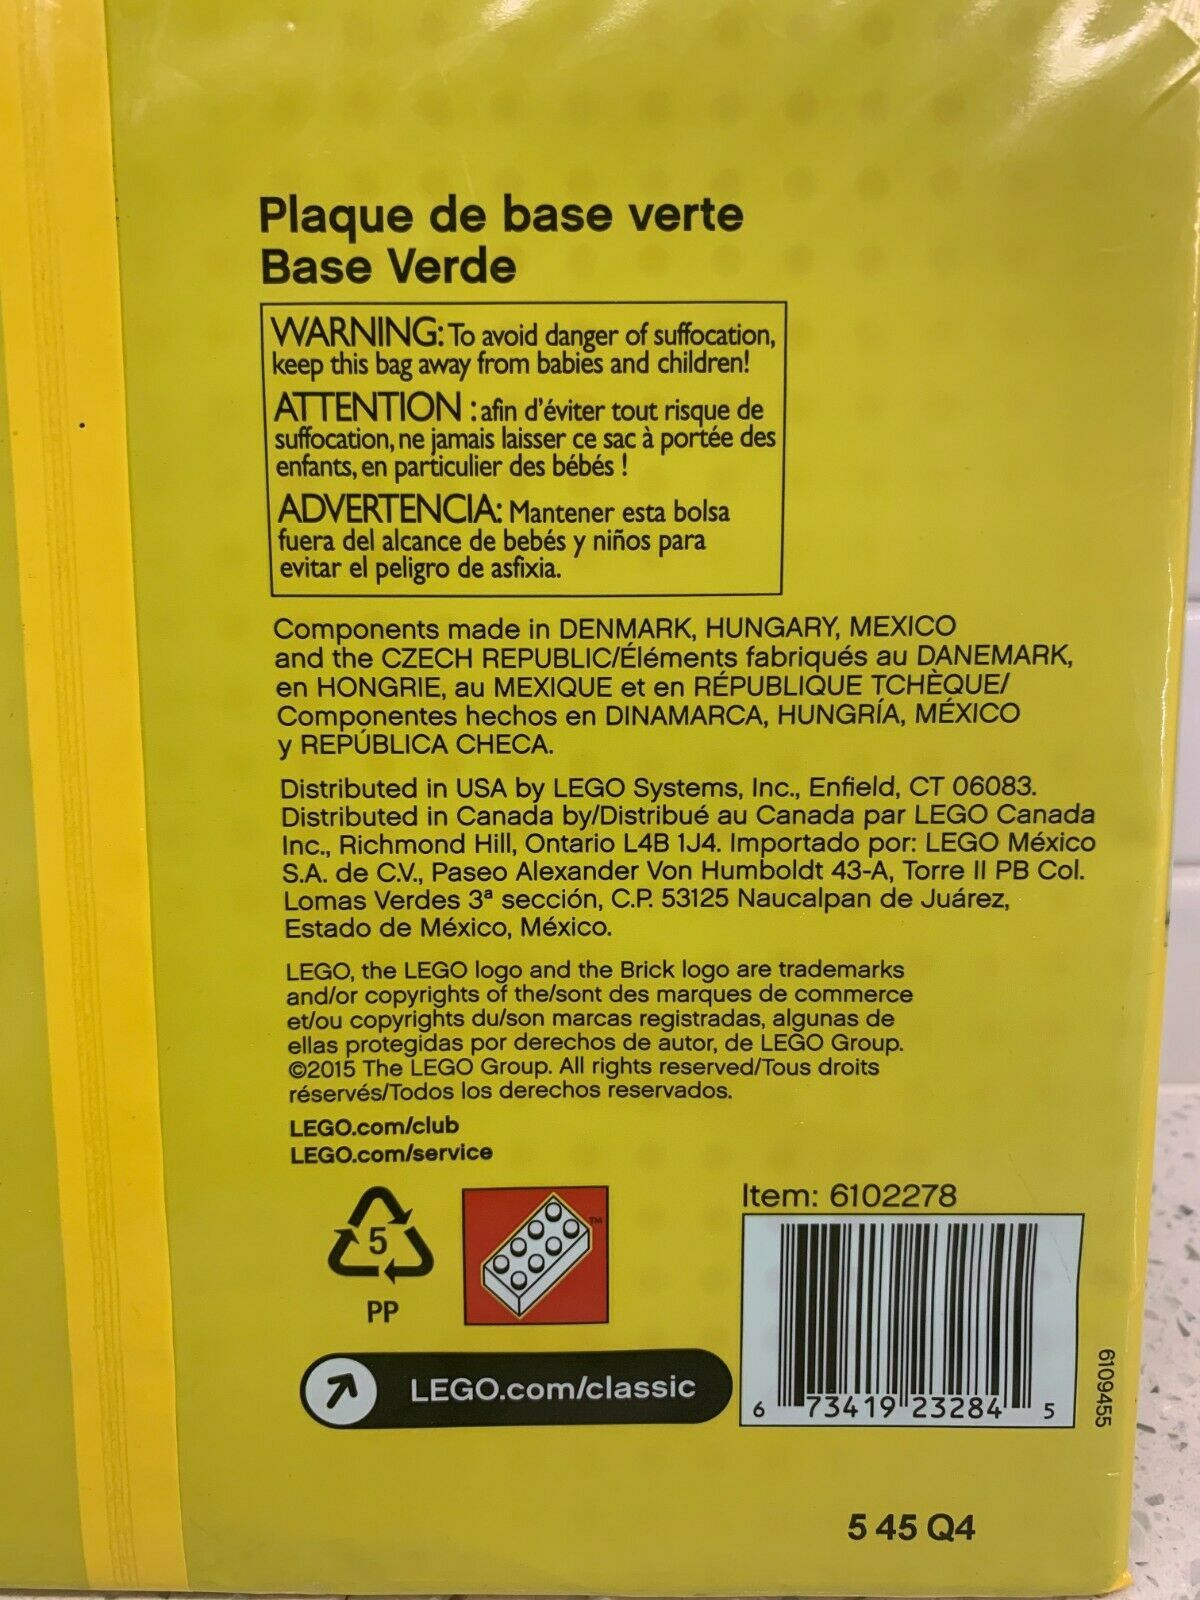 Plaque de base verte
Base Verde
WARNING: To avoid danger of suffocation,
keep this bag away from babies and children!
ATTENTION : afin d'éviter tout risque de
suffocation, ne jamais laisser ce sac à portée des
enfants, en particulier des bébés !
ADVERTENCIA: Mantener esta bolsa
fuera del alcance de bebés y niños para
evitar el peligro de asfixia.
Components made in DENMARK, HUNGARY, MEXICO
and the CZECH REPUBLIC/Éléments fabriqués au DANEMARK,
en HONGRIE, au MEXIQUE et en RÉPUBLIQUE TCHÈQUE/
Componentes hechos en DINAMARCA, HUNGRÍA, MÉXICO
y REPÚBLICA CHECA.
Distributed in USA by LEGO Systems, Inc., Enfield, CT 06083.
Distributed in Canada by/Distribué au Canada par LEGO Canada
Inc., Richmond Hill, Ontario L4B 1J4. Importado por: LEGO México
S.A. de C.V., Paseo Alexander Von Humboldt 43-A, Torre II PB Col.
Lomas Verdes 3ª sección, C.P. 53125 Naucalpan de Juárez,
Estado de México, México.
LEGO, the LEGO logo and the Brick logo are trademarks
and/or copyrights of the/sont des marques de commerce
et/ou copyrights du/son marcas registradas, algunas de
ellas protegidas por derechos de autor, de LEGO Group.
©2015 The LEGO Group. All rights reserved/Tous droits
réservés/Todos los derechos reservados.
LEGO.com/club
LEGO.com/service
5
PP
TM
Item: 6102278
LEGO.com/classic
6 73419 23284 5
6109455
5 45 Q4